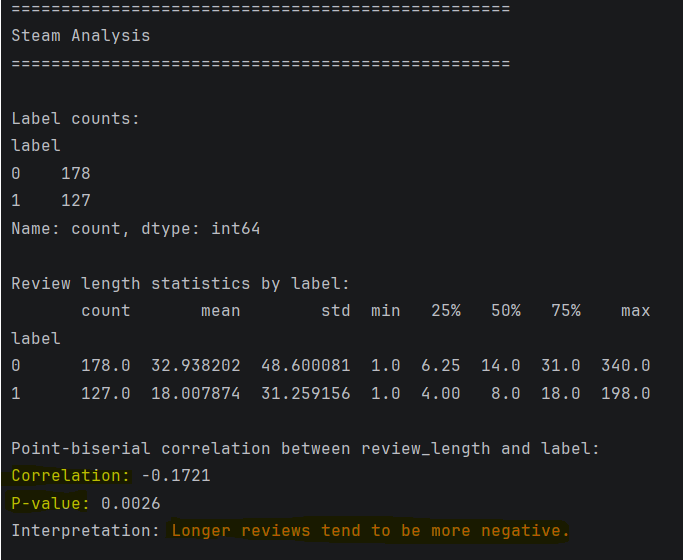 ==================================================
Steam Analysis
==================================================
Label counts:
label
0    178
1    127
Name: count, dtype: int64
Review length statistics by label:
       count       mean        std  min   25%   50%   75%    max
label
0      178.0  32.938202  48.600081  1.0  6.25  14.0  31.0  340.0
1      127.0  18.007874  31.259156  1.0  4.00   8.0  18.0  198.0
Point-biserial correlation between review_length and label:
Correlation: -0.1721
P-value: 0.0026
Interpretation: Longer reviews tend to be more negative.